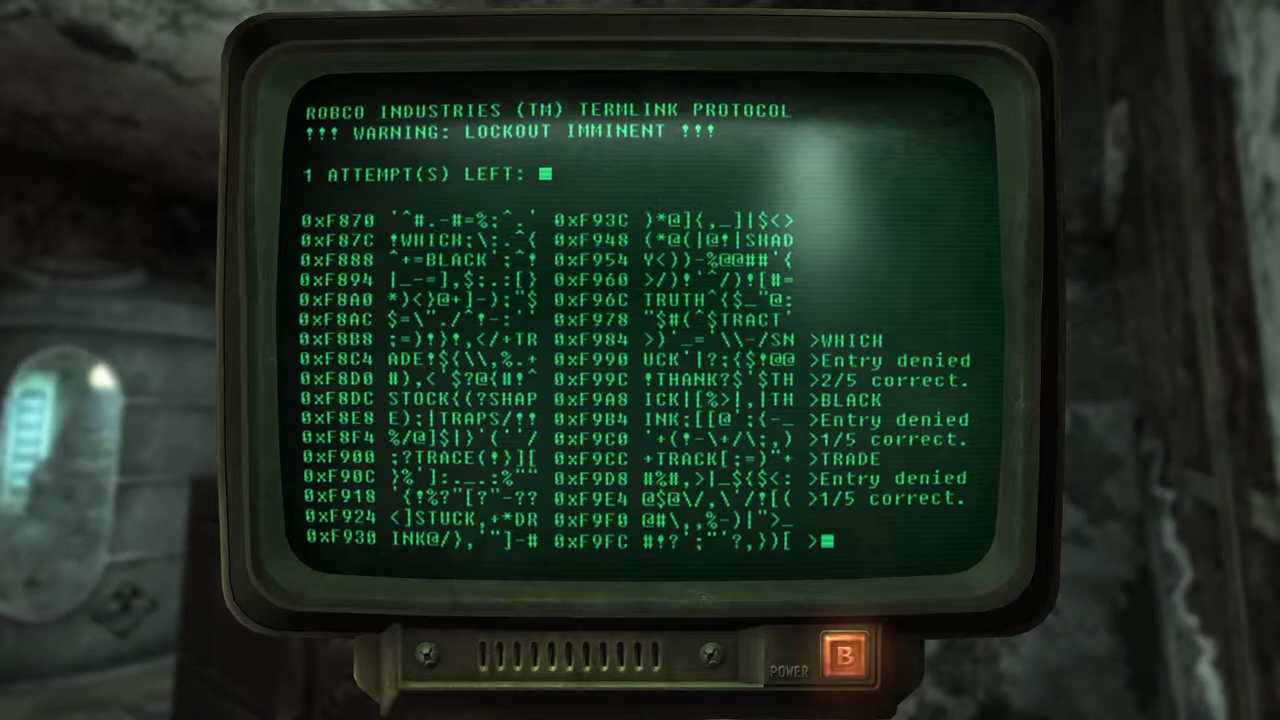 ROBCO INDUSTRIES (TM) TERMLINK PROTOCOL
!!! WARNING: LOCKOUT IMMINENT !!!
1 ATTEMPT(S) LEFT:
0xF870 '^#.-#=%;^.' 0xF93C )*@]{,_]|$<>
0xF87C !WHICH;\:.^{ 0xF948 (*@(|@!|SHAD
0xF888 ^+=BLACK';^! 0xF954 Y<))-%@@##'{
0xF894 |_-=],$;.:[} 0xF960 >/)!'^/)![#=
0xF8A0 *)<}@+]-);"$ 0xF96C TRUTH^{$_"@:
0xF8AC $=\"./^!-:'' 0xF978 "$#(^$TRACT'
0xF8B8 ;=)!}!,</+TR 0xF984 >)'_='\\-/SN >WHICH
0xF8C4 ADE!${\\,%.+ 0xF990 UCK'|?;{$!@@ >Entry denied
0xF8D0 #),<'$?@{#!^ 0xF99C !THANK?$'$TH >2/5 correct.
0xF8DC STOCK{(?SHAP 0xF9A8 ICK|[%>|,|TH >BLACK
0xF8E8 E);|TRAPS/!! 0xF9B4 INK;[[@';{-_ >Entry denied
0xF8F4 %/@]$|}'(''/ 0xF9C0 '+(!-\+/\:,) >1/5 correct.
0xF900 ;?TRACE(!}][ 0xF9CC +TRACK[;=)"+ >TRADE
0xF90C }%']:._.:%"" 0xF9D8 #%#,>|_${$<: >Entry denied
0xF918 '{!%?"[?"-?? 0xF9E4 @$@\/,\'/![( >1/5 correct.
0xF924 <]STUCK,+*DR 0xF9F0 @#\,,%-)|">_
0xF930 INK@/},'"]-# 0xF9FC #!?';"'?,})[ >
POWER
B